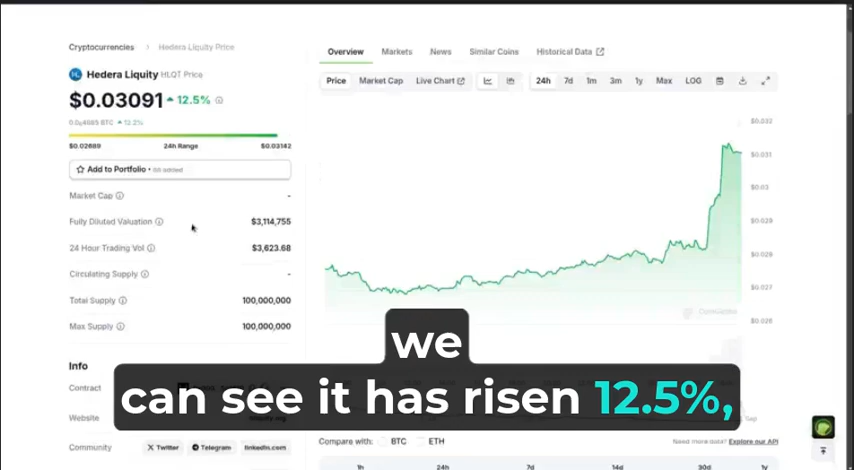 Cryptocurrencies > Hedera Liquity Price
Hedera Liquity HLQT Price
$0.03091 12.5%
BTC 12.2%
$0.02689 24h Range $0.03142
Add to Portfolio • added
Market Cap -
Fully Diluted Valuation $3,114,755
24 Hour Trading Vol $3,623.68
Circulating Supply -
Total Supply 100,000,000
Max Supply 100,000,000
Info
Contract
Website
Community Twitter Telegram linkedin.com
Overview Markets News Similar Coins Historical Data
Price Market Cap Live Chart 24h 7d 1m 3m 1y Max LOG
$0.032
$0.031
$0.03
$0.029
$0.028
$0.027
$0.026
we
can see it has risen 12.5%,
Compare with: BTC ETH Need more data? Explore our API
1h 24h 7d 14d 30d 1y